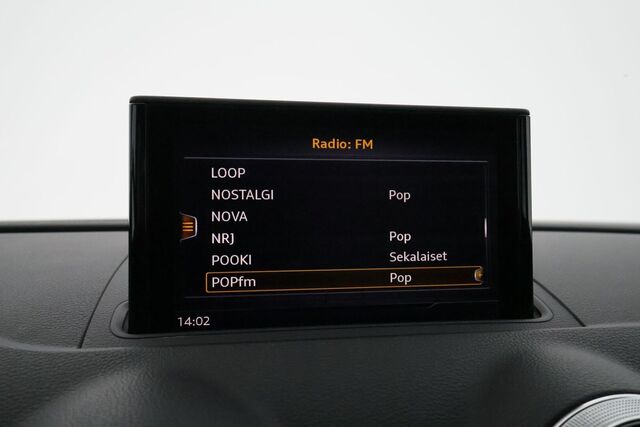 Radio: FM
LOOP
NOSTALGI Pop
NOVA
NRJ Pop
POOKI Sekalaiset
POPfm Pop
14:02